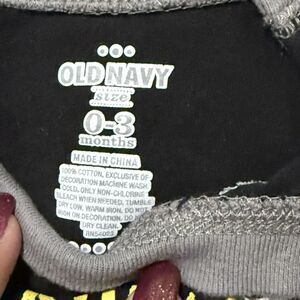 OLD NAVY
size
0-3
months
MADE IN CHINA
100% COTTON, EXCLUSIVE OF
DECORATION MACHINE WASH
COLD, ONLY NON-CHLORINE
BLEACH WHEN NEEDED, TUMBLE
DRY LOW, WARM IRON. DO NOT
IRON ON DECORATION. DO NOT
DRY CLEAN.
RN54023